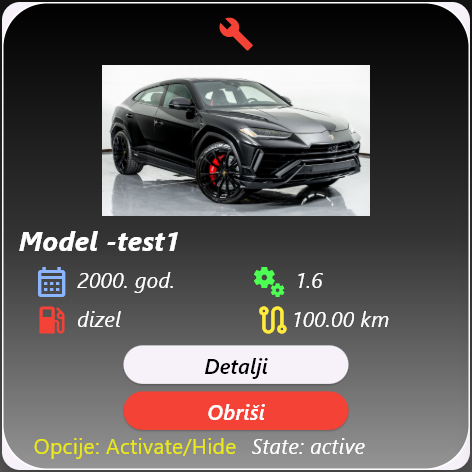 Model -test1
2000. god.
1.6
dizel
100.00 km
Detalji
Obriši
Opcije: Activate/Hide State: active